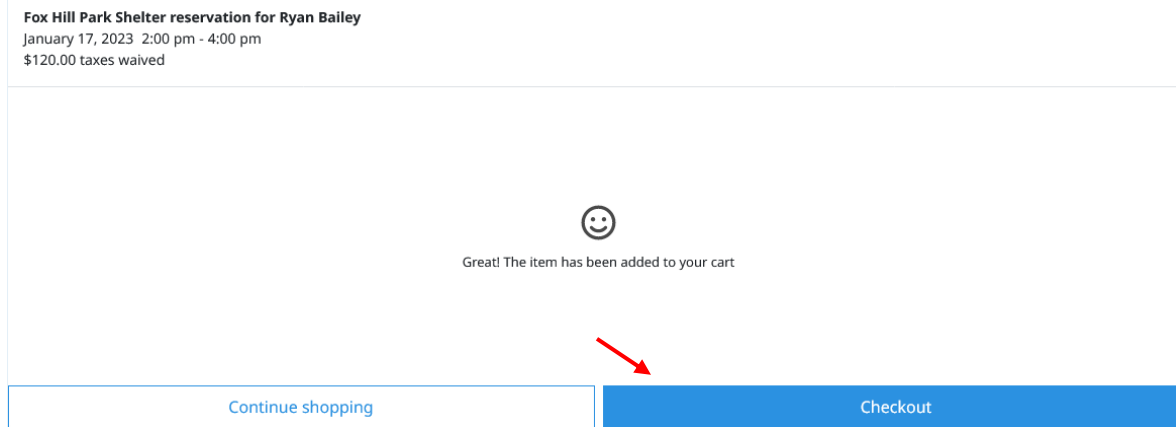 Fox Hill Park Shelter reservation for Ryan Bailey
January 17, 2023  2:00 pm - 4:00 pm
$120.00 taxes waived
Great! The item has been added to your cart
Continue shopping
Checkout